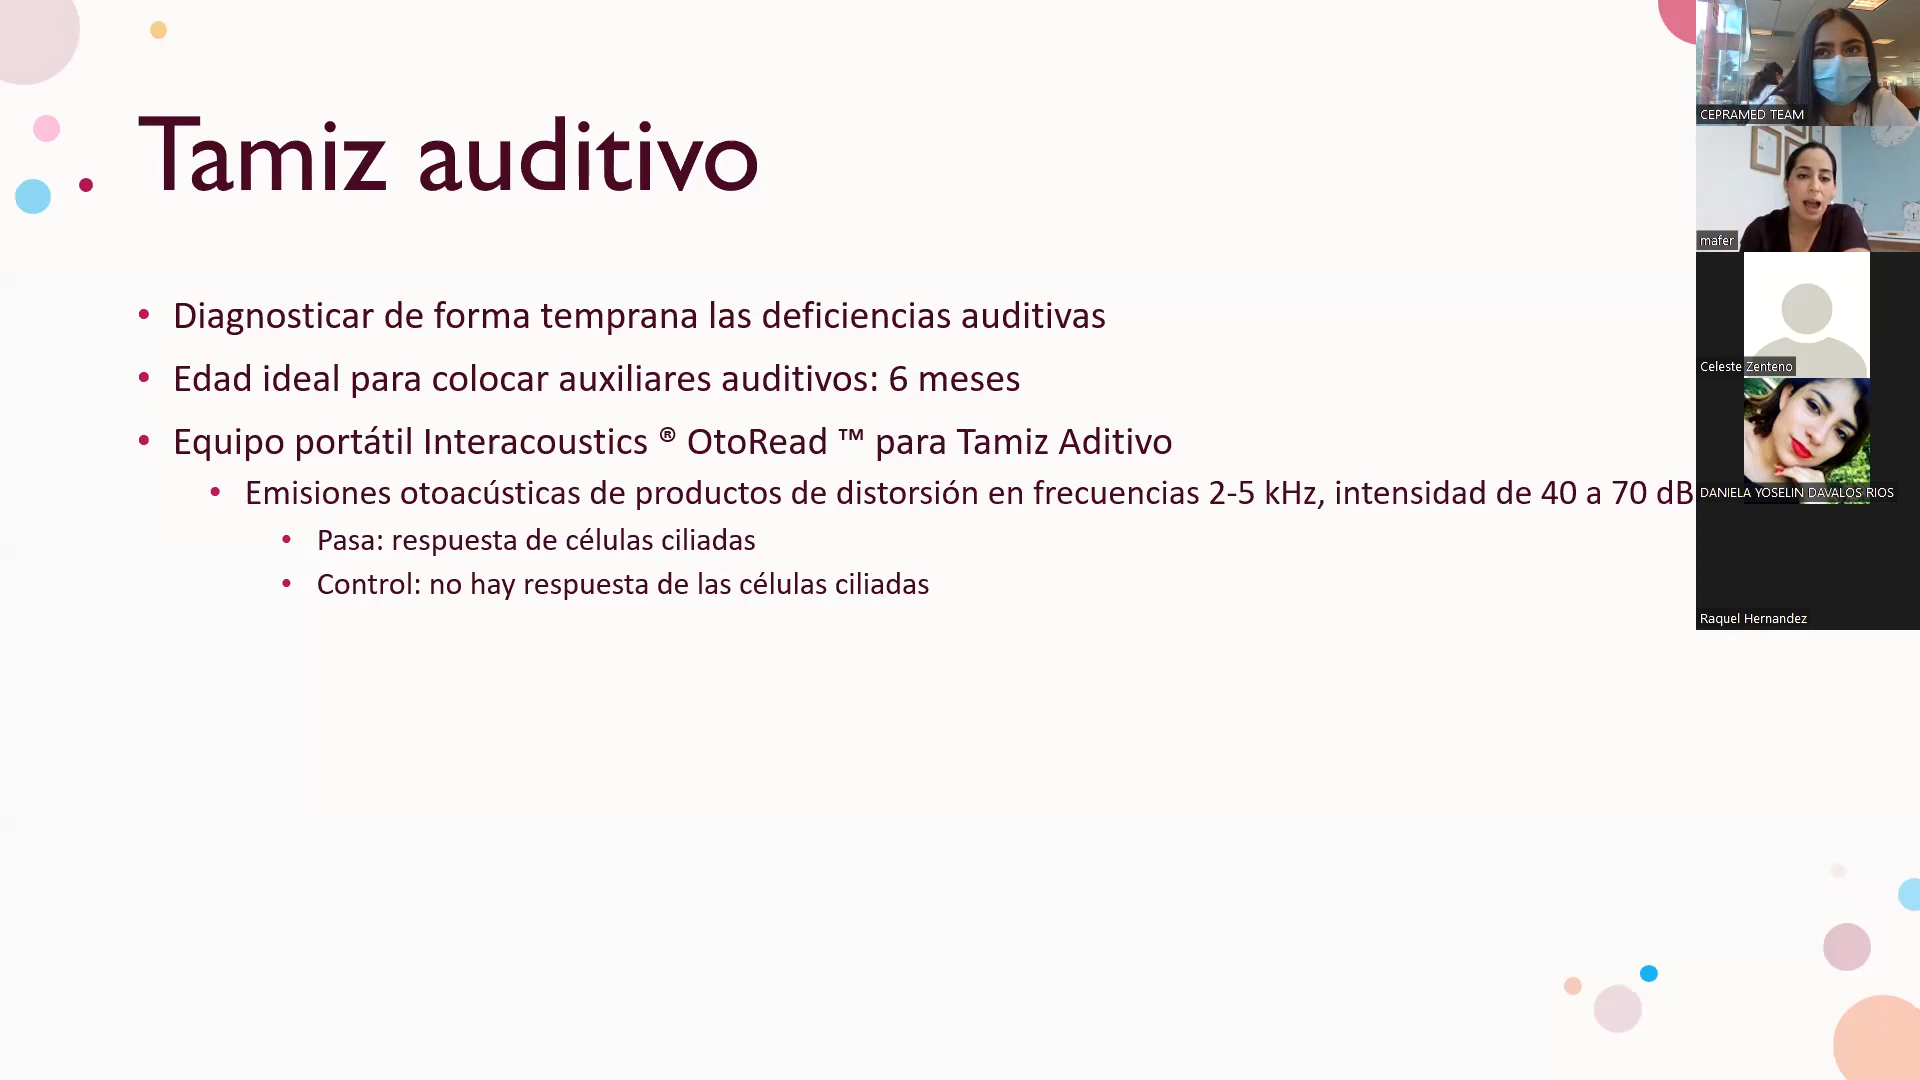 Tamiz auditivo
• Diagnosticar de forma temprana las deficiencias auditivas
• Edad ideal para colocar auxiliares auditivos: 6 meses
• Equipo portátil Interacoustics ® OtoRead ™ para Tamiz Aditivo
• Emisiones otoacústicas de productos de distorsión en frecuencias 2-5 kHz, intensidad de 40 a 70 dB
• Pasa: respuesta de células ciliadas
• Control: no hay respuesta de las células ciliadas
CEPRAMED TEAM
mafer
Celeste Zenteno
DANIELA YOSELIN DAVALOS RIOS
Raquel Hernandez